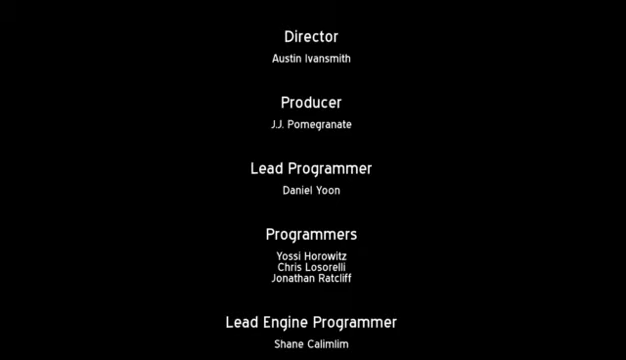 Director
Austin Ivansmith
Producer
J.J. Pomegranate
Lead Programmer
Daniel Yoon
Programmers
Yossi Horowitz
Chris Losorelli
Jonathan Ratcliff
Lead Engine Programmer
Shane Calimlim